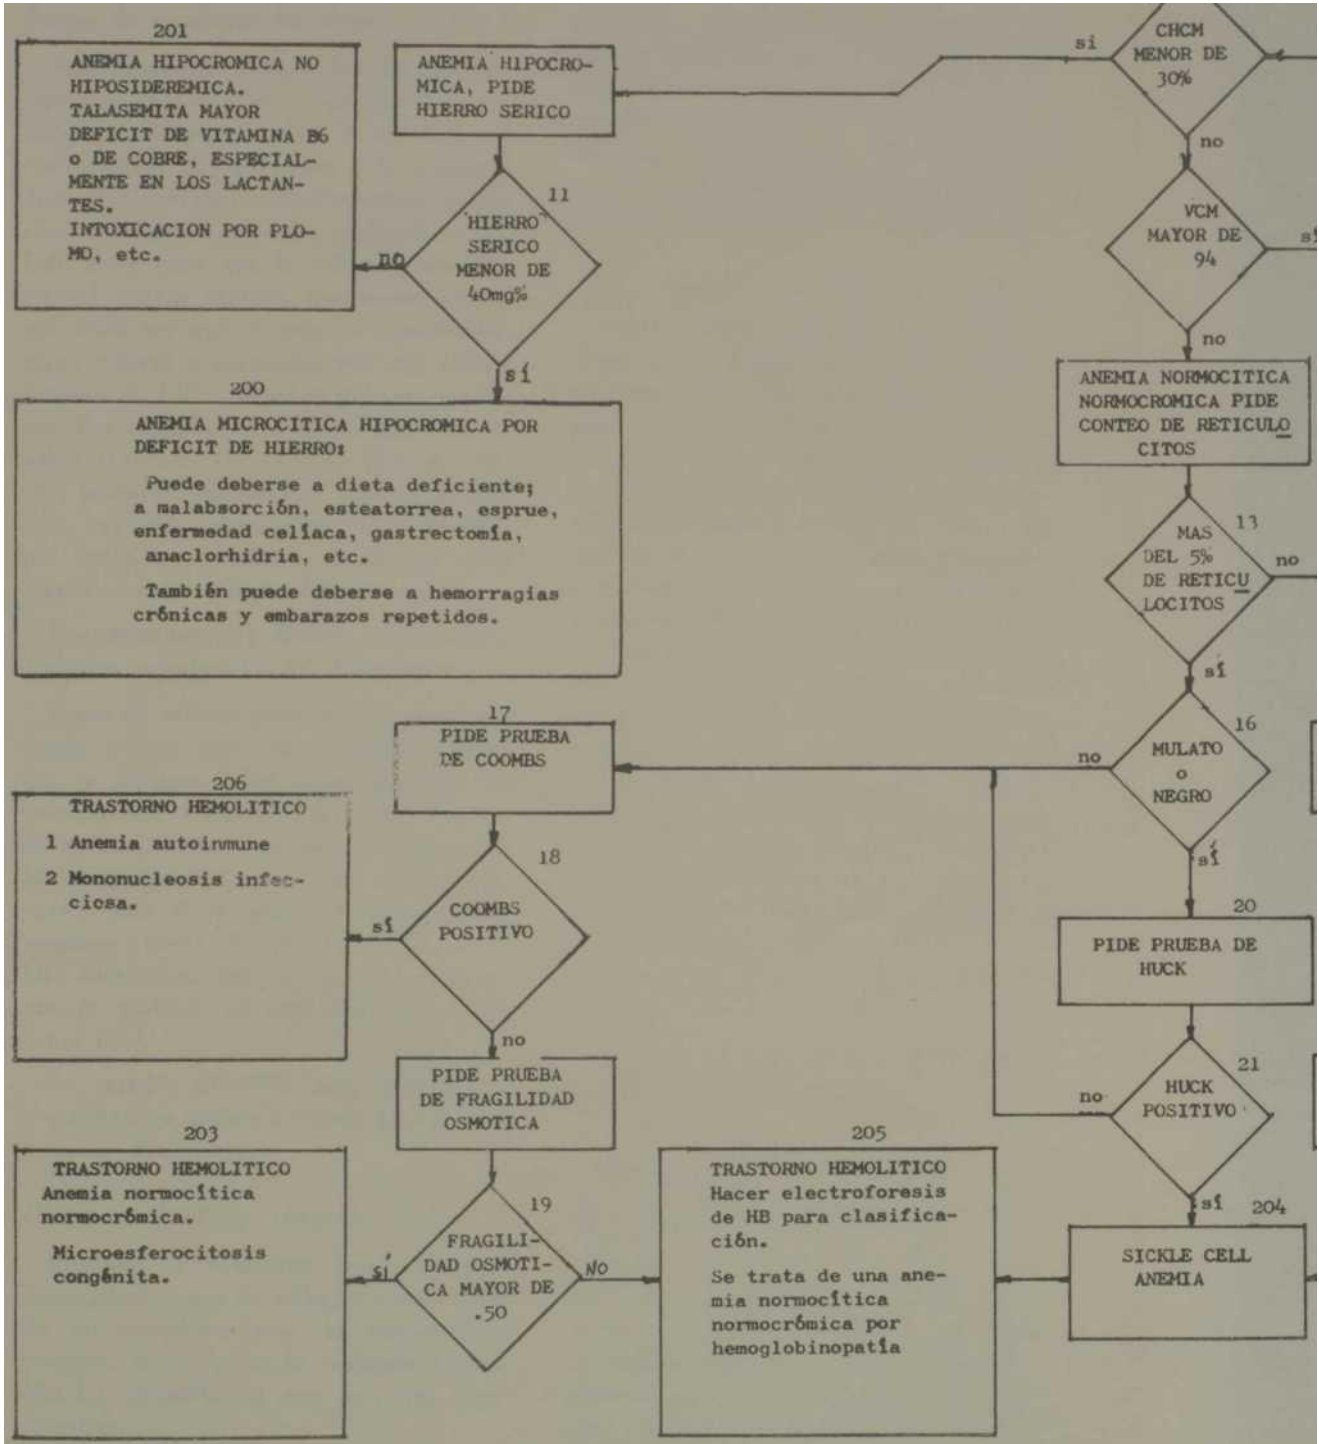 201
ANEMIA HIPOCROMICA NO
HIPOSIDEREMICA.
TALASEMITA MAYOR
DEFICIT DE VITAMINA B6
o DE COBRE, ESPECIAL-
MENTE EN LOS LACTAN-
TES.
INTOXICACION POR PLO-
MO, etc.
ANEMIA HIPOCRO-
MICA, PIDE
HIERRO SERICO
si
CHCM
MENOR DE
30%
no
11
HIERRO
SERICO
MENOR DE
40mg%
no
sí
VCM
MAYOR DE
94
sí
no
200
ANEMIA MICROCITICA HIPOCROMICA POR
DEFICIT DE HIERRO:
Puede deberse a dieta deficiente;
a malabsorción, esteatorrea, esprue,
enfermedad celíaca, gastrectomía,
anaclorhidria, etc.
También puede deberse a hemorragias
crónicas y embarazos repetidos.
ANEMIA NORMOCITICA
NORMOCROMICA PIDE
CONTEO DE RETICULO
CITOS
13
MAS
DEL 5%
DE RETICU
LOCITOS
no
sí
17
PIDE PRUEBA
DE COOMBS
no
16
MULATO
o
NEGRO
sí
206
TRASTORNO HEMOLITICO
1 Anemia autoinmune
2 Mononucleosis infec-
ciosa.
18
COOMBS
POSITIVO
sí
no
20
PIDE PRUEBA DE
HUCK
PIDE PRUEBA
DE FRAGILIDAD
OSMOTICA
21
HUCK
POSITIVO
no
sí
203
TRASTORNO HEMOLITICO
Anemia normocítica
normocrómica.
Microesferocitosis
congénita.
19
FRAGILI-
DAD OSMOTI-
CA MAYOR DE
.50
sí
NO
205
TRASTORNO HEMOLITICO
Hacer electroforesis
de HB para clasifica-
ción.
Se trata de una ane-
mia normocítica
normocrómica por
hemoglobinopatía
204
SICKLE CELL
ANEMIA